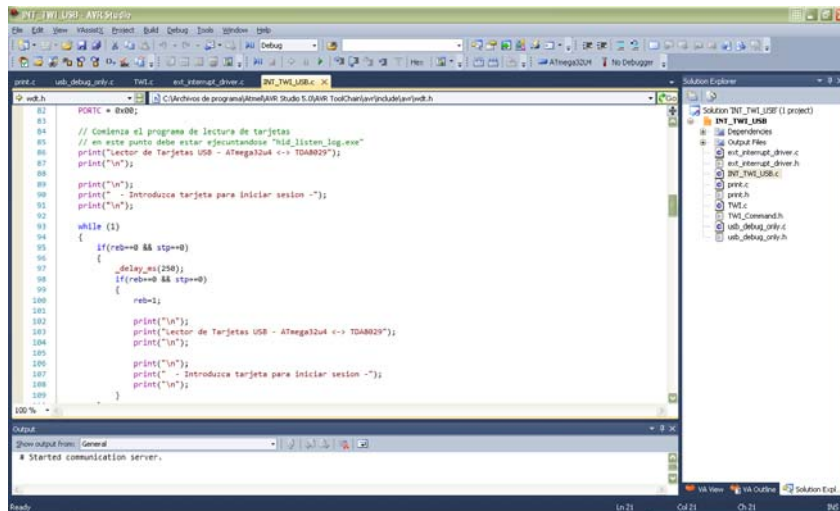 INT_TWI_USB - AVR Studio
File Edit View VAssistX Project Build Debug Tools Window Help
Debug
Hex
ATmega32U4 No Debugger
print.c usb_debug_only.c TWI.c ext_interrupt_driver.c INT_TWI_USB.c
wdt.h C:\Archivos de programa\Atmel\AVR Studio 5.0\AVR ToolChain\avr\include\avr\wdt.h Go
82 PORTC = 0x00;
83
84 // Comienza el programa de lectura de tarjetas
85 // en este punto debe estar ejecuntandose "hid_listen_log.exe"
86 print("Lector de Tarjetas USB - ATmega32u4 <-> TDA8029");
87 print("\n");
88
89 print("\n");
90 print("  - Introduzca tarjeta para iniciar sesion -");
91 print("\n");
92
93 while (1)
94 {
95 if(reb==0 && stp==0)
96 {
97 _delay_ms(250);
98 if(reb==0 && stp==0)
99 {
100 reb=1;
101
102 print("\n");
103 print("Lector de Tarjetas USB - ATmega32u4 <-> TDA8029");
104 print("\n");
105
106 print("\n");
107 print("  - Introduzca tarjeta para iniciar sesion -");
108 print("\n");
109 }
100 %
Output
Show output from: General
# Started communication server.
Solution Explorer
Solution 'INT_TWI_USB' (1 project)
INT_TWI_USB
Dependencies
Output Files
ext_interrupt_driver.c
ext_interrupt_driver.h
INT_TWI_USB.c
print.c
print.h
TWI.c
TWI_Command.h
usb_debug_only.c
usb_debug_only.h
VA View VA Outline Solution Expl...
Ready Ln 21 Col 21 Ch 21 INS